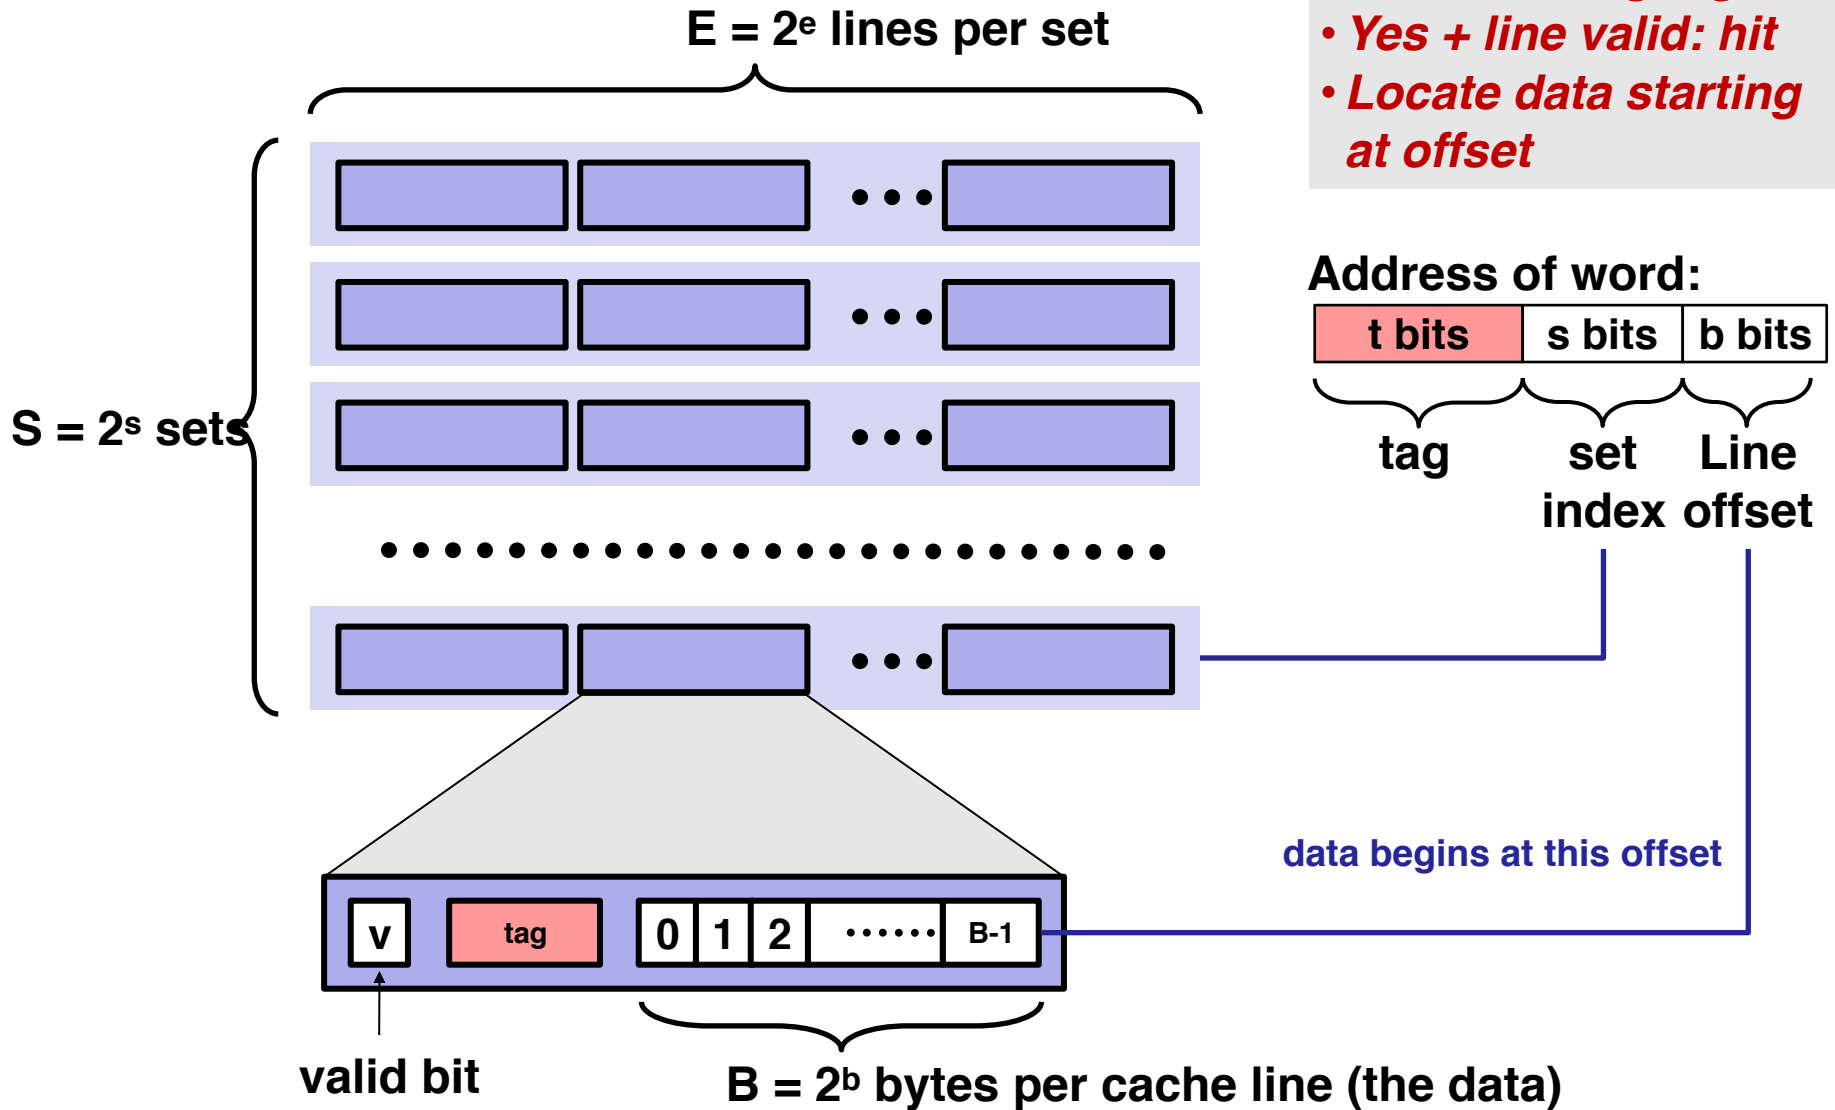 E = 2ᵉ lines per set
• Yes + line valid: hit
• Locate data starting
at offset
Address of word:
t bits s bits b bits
S = 2ˢ sets
tag set Line
index offset
data begins at this offset
v tag 0 1 2 •••••• B-1
valid bit
B = 2ᵇ bytes per cache line (the data)